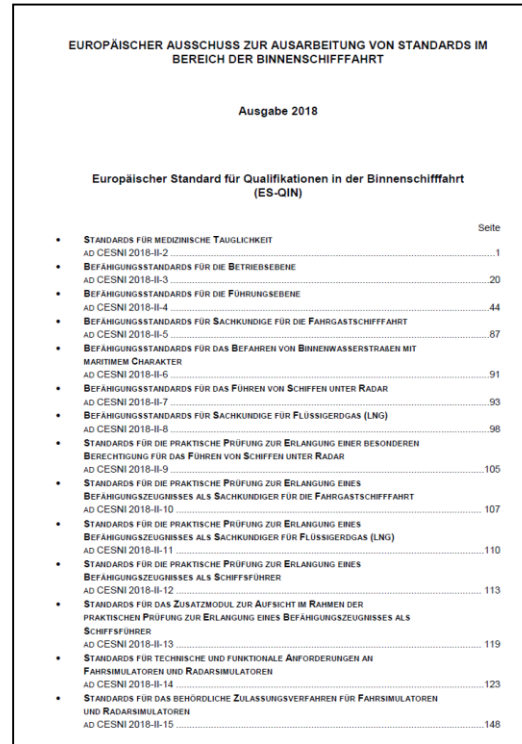 EUROPÄISCHER AUSSCHUSS ZUR AUSARBEITUNG VON STANDARDS IM
BEREICH DER BINNENSCHIFFFAHRT
Ausgabe 2018
Europäischer Standard für Qualifikationen in der Binnenschifffahrt
(ES-QIN)
Seite
• STANDARDS FÜR MEDIZINISCHE TAUGLICHKEIT
AD CESNI 2018-II-2 ... 1
• BEFÄHIGUNGSSTANDARDS FÜR DIE BETRIEBSEBENE
AD CESNI 2018-II-3 ... 20
• BEFÄHIGUNGSSTANDARDS FÜR DIE FÜHRUNGSEBENE
AD CESNI 2018-II-4 ... 44
• BEFÄHIGUNGSSTANDARDS FÜR SACHKUNDIGE FÜR DIE FAHRGASTSCHIFFFAHRT
AD CESNI 2018-II-5 ... 87
• BEFÄHIGUNGSSTANDARDS FÜR DAS BEFAHREN VON BINNENWASSERSTRAßEN MIT
MARITIMEM CHARAKTER
AD CESNI 2018-II-6 ... 91
• BEFÄHIGUNGSSTANDARDS FÜR DAS FÜHREN VON SCHIFFEN UNTER RADAR
AD CESNI 2018-II-7 ... 93
• BEFÄHIGUNGSSTANDARDS FÜR SACHKUNDIGE FÜR FLÜSSIGERDGAS (LNG)
AD CESNI 2018-II-8 ... 98
• STANDARDS FÜR DIE PRAKTISCHE PRÜFUNG ZUR ERLANGUNG EINER BESONDEREN
BERECHTIGUNG FÜR DAS FÜHREN VON SCHIFFEN UNTER RADAR
AD CESNI 2018-II-9 ... 105
• STANDARDS FÜR DIE PRAKTISCHE PRÜFUNG ZUR ERLANGUNG EINES
BEFÄHIGUNGSZEUGNISSES ALS SACHKUNDIGER FÜR DIE FAHRGASTSCHIFFFAHRT
AD CESNI 2018-II-10 ... 107
• STANDARDS FÜR DIE PRAKTISCHE PRÜFUNG ZUR ERLANGUNG EINES
BEFÄHIGUNGSZEUGNISSES ALS SACHKUNDIGER FÜR FLÜSSIGERDGAS (LNG)
AD CESNI 2018-II-11 ... 110
• STANDARDS FÜR DIE PRAKTISCHE PRÜFUNG ZUR ERLANGUNG EINES
BEFÄHIGUNGSZEUGNISSES ALS SCHIFFSFÜHRER
AD CESNI 2018-II-12 ... 113
• STANDARDS FÜR DAS ZUSATZMODUL ZUR AUFSICHT IM RAHMEN DER
PRAKTISCHEN PRÜFUNG ZUR ERLANGUNG EINES BEFÄHIGUNGSZEUGNISSES ALS
SCHIFFSFÜHRER
AD CESNI 2018-II-13 ... 119
• STANDARDS FÜR TECHNISCHE UND FUNKTIONALE ANFORDERUNGEN AN
FAHRSIMULATOREN UND RADARSIMULATOREN
AD CESNI 2018-II-14 ... 123
• STANDARDS FÜR DAS BEHÖRDLICHE ZULASSUNGSVERFAHREN FÜR FAHRSIMULATOREN
UND RADARSIMULATOREN
AD CESNI 2018-II-15 ... 148